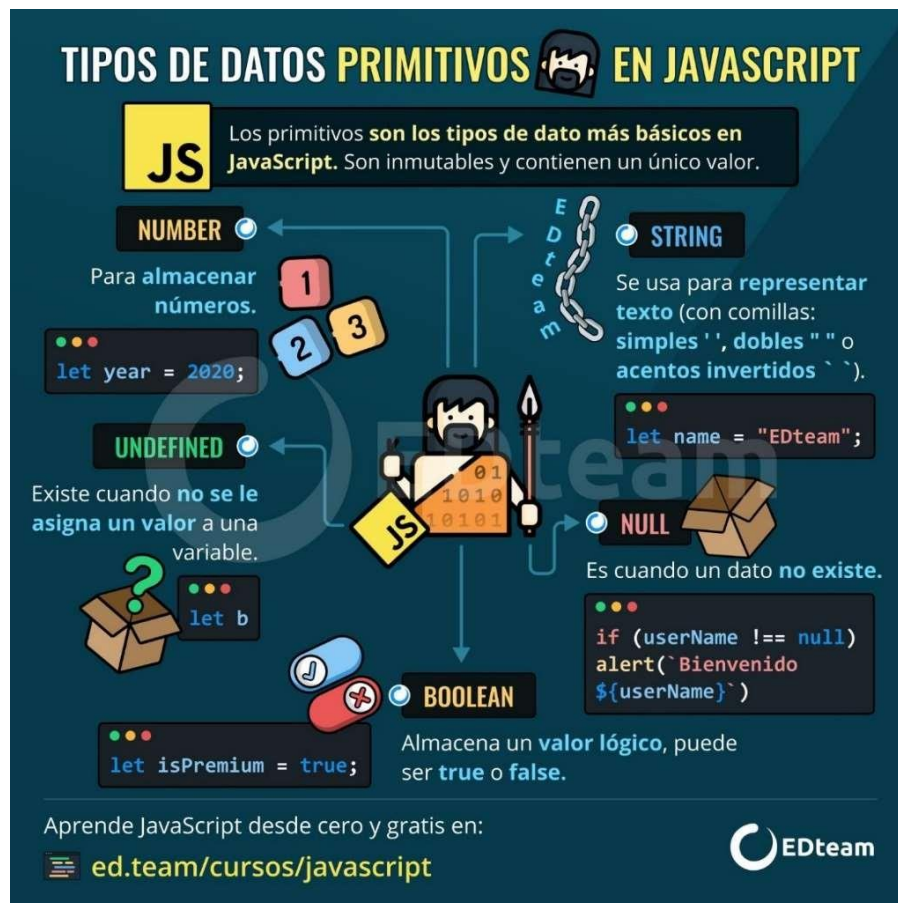 TIPOS DE DATOS PRIMITIVOS EN JAVASCRIPT
JS
Los primitivos son los tipos de dato más básicos en
JavaScript. Son inmutables y contienen un único valor.
NUMBER
Para almacenar
números.
1
2
3
let year = 2020;
EDteam
STRING
Se usa para representar
texto (con comillas:
simples ' ', dobles " " o
acentos invertidos ` `).
let name = "EDteam";
UNDEFINED
Existe cuando no se le
asigna un valor a una
variable.
?
let b
01
1010
10101
JS
EDteam
NULL
Es cuando un dato no existe.
if (userName !== null)
alert(`Bienvenido
${userName}`)
BOOLEAN
Almacena un valor lógico, puede
ser true o false.
let isPremium = true;
Aprende JavaScript desde cero y gratis en:
ed.team/cursos/javascript
EDteam